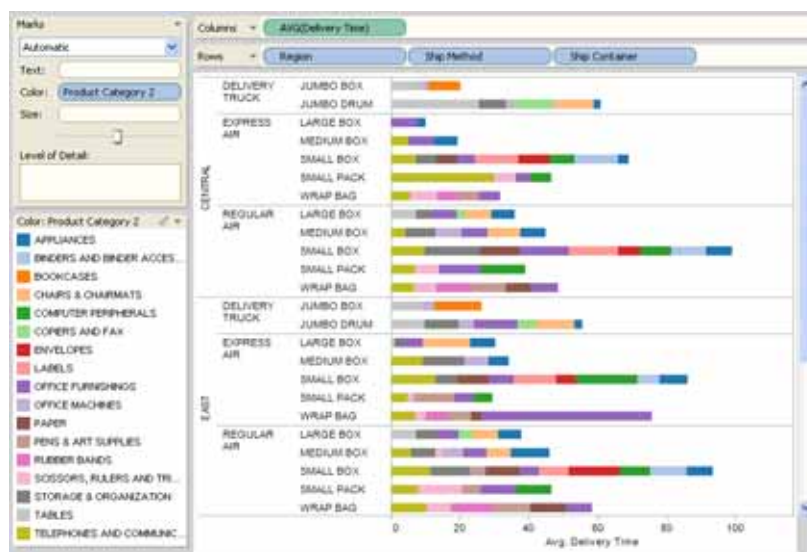 Marks
Columns AVG(Delivery Time)
Automatic
Rows Region Ship Method Ship Container
Text:
Color: Product Category 2
Size:
Level of Detail:
CENTRAL
DELIVERY TRUCK
JUMBO BOX
JUMBO DRUM
EXPRESS AIR
LARGE BOX
MEDIUM BOX
SMALL BOX
SMALL PACK
WRAP BAG
REGULAR AIR
LARGE BOX
MEDIUM BOX
SMALL BOX
SMALL PACK
WRAP BAG
EAST
DELIVERY TRUCK
JUMBO BOX
JUMBO DRUM
EXPRESS AIR
LARGE BOX
MEDIUM BOX
SMALL BOX
SMALL PACK
WRAP BAG
REGULAR AIR
LARGE BOX
MEDIUM BOX
SMALL BOX
SMALL PACK
WRAP BAG
0 20 40 60 80 100
Avg. Delivery Time
Color: Product Category 2
APPLIANCES
BINDERS AND BINDER ACCES...
BOOKCASES
CHAIRS & CHAIRMATS
COMPUTER PERIPHERALS
COPIERS AND FAX
ENVELOPES
LABELS
OFFICE FURNISHINGS
OFFICE MACHINES
PAPER
PENS & ART SUPPLIES
RUBBER BANDS
SCISSORS, RULERS AND TRI...
STORAGE & ORGANIZATION
TABLES
TELEPHONES AND COMMUNIC...